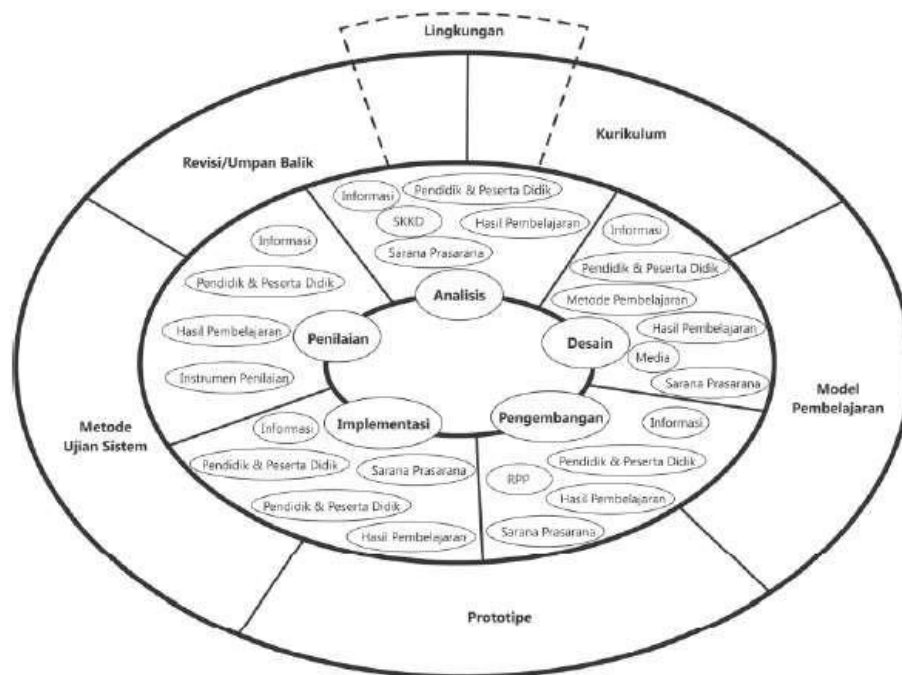 Lingkungan
Kurikulum
Revisi/Umpan Balik
Informasi
Pendidik & Peserta Didik
SKKD
Hasil Pembelajaran
Sarana Prasarana
Analisis
Informasi
Pendidik & Peserta Didik
Metode Pembelajaran
Hasil Pembelajaran
Media
Sarana Prasarana
Desain
Informasi
Pendidik & Peserta Didik
Hasil Pembelajaran
Instrumen Penilaian
Penilaian
Model
Pembelajaran
Metode
Ujian Sistem
Implementasi
Informasi
Pendidik & Peserta Didik
Sarana Prasarana
Pendidik & Peserta Didik
Hasil Pembelajaran
Pengembangan
Informasi
Pendidik & Peserta Didik
RPP
Hasil Pembelajaran
Sarana Prasarana
Prototipe